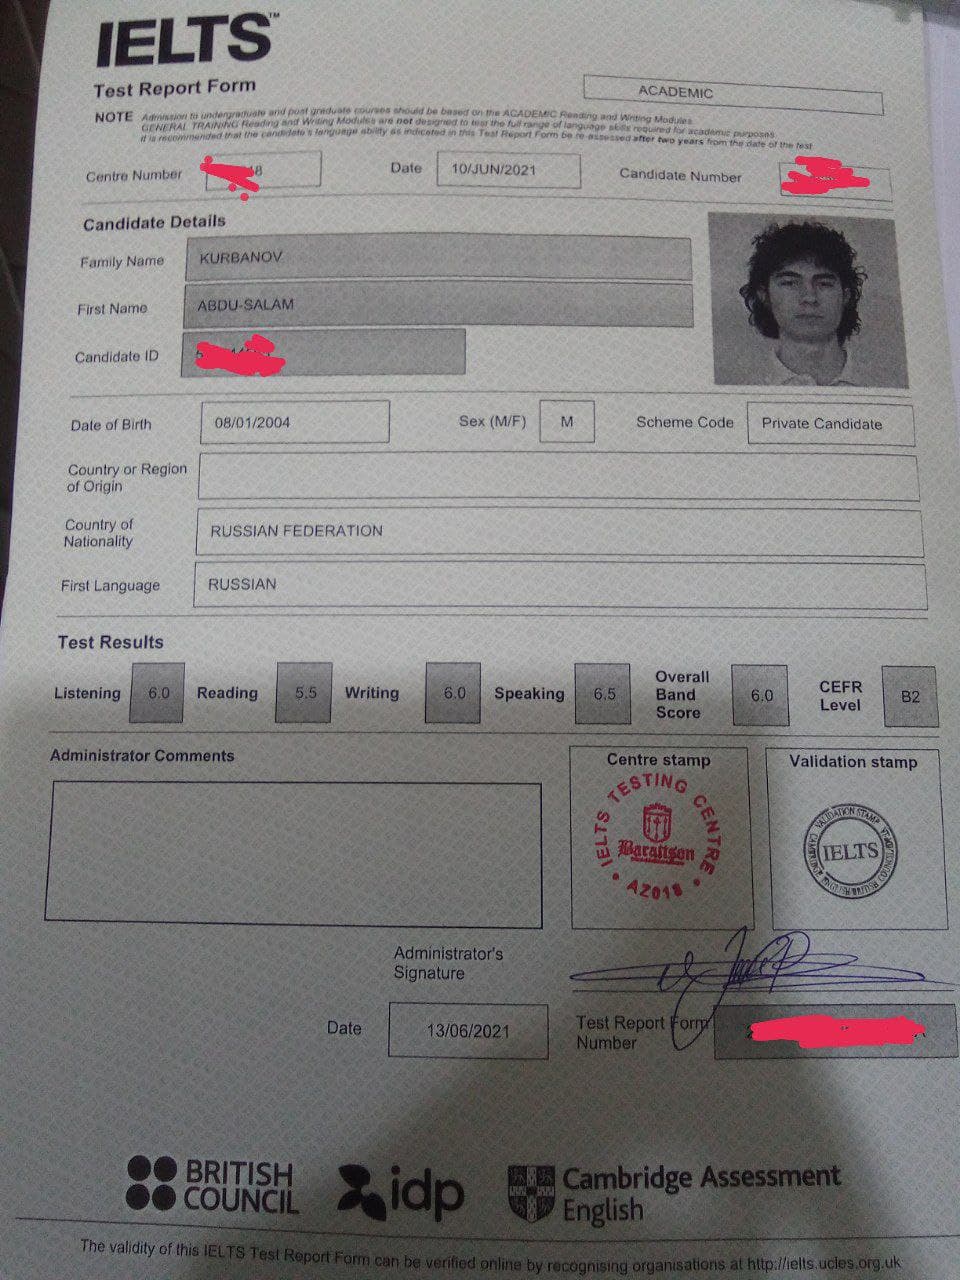 IELTS™
Test Report Form
ACADEMIC
NOTE Admission to undergraduate and post graduate courses should be based on the ACADEMIC Reading and Writing Modules.
GENERAL TRAINING Reading and Writing Modules are not designed to test the full range of language skills required for academic purposes.
It is recommended that the candidate's language ability as indicated in this Test Report Form be re-assessed after two years from the date of the test
Centre Number 8 Date 10/JUN/2021 Candidate Number
Candidate Details
Family Name KURBANOV
First Name ABDU-SALAM
Candidate ID
Date of Birth 08/01/2004 Sex (M/F) M Scheme Code Private Candidate
Country or Region
of Origin
Country of
Nationality RUSSIAN FEDERATION
First Language RUSSIAN
Test Results
Listening 6.0 Reading 5.5 Writing 6.0 Speaking 6.5 Overall Band Score 6.0 CEFR Level B2
Administrator Comments
Centre stamp
IELTS TESTING CENTRE
Barattson
AZ018
Validation stamp
VALIDATION STAMP
IELTS
Administrator's
Signature
Date 13/06/2021
Test Report Form
Number
BRITISH
COUNCIL
idp
Cambridge Assessment
English
The validity of this IELTS Test Report Form can be verified online by recognising organisations at http://ielts.ucles.org.uk